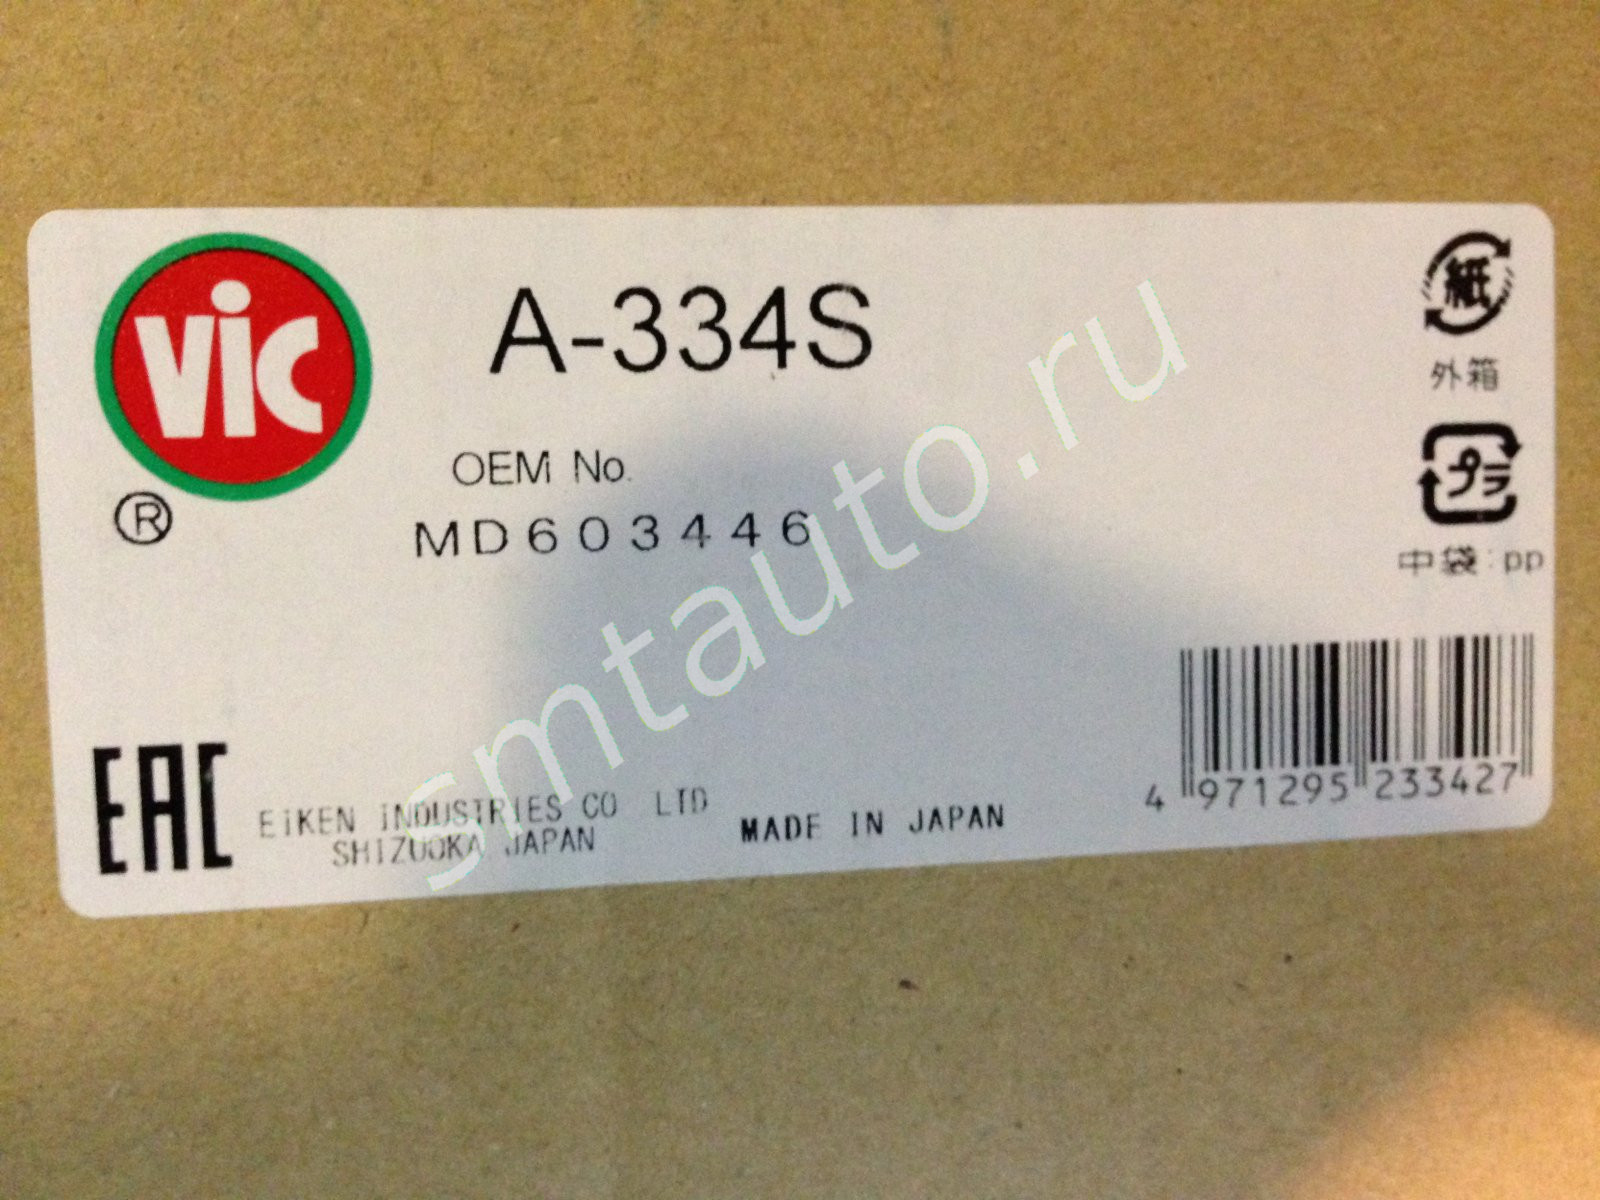 vic
®
A-334S
OEM No.
MD603446
紙
外箱
プラ
中袋:pp
EAC
EIKEN INDUSTRIES CO LTD
SHIZUOKA JAPAN
MADE IN JAPAN
4 971295 233427
smtauto.ru